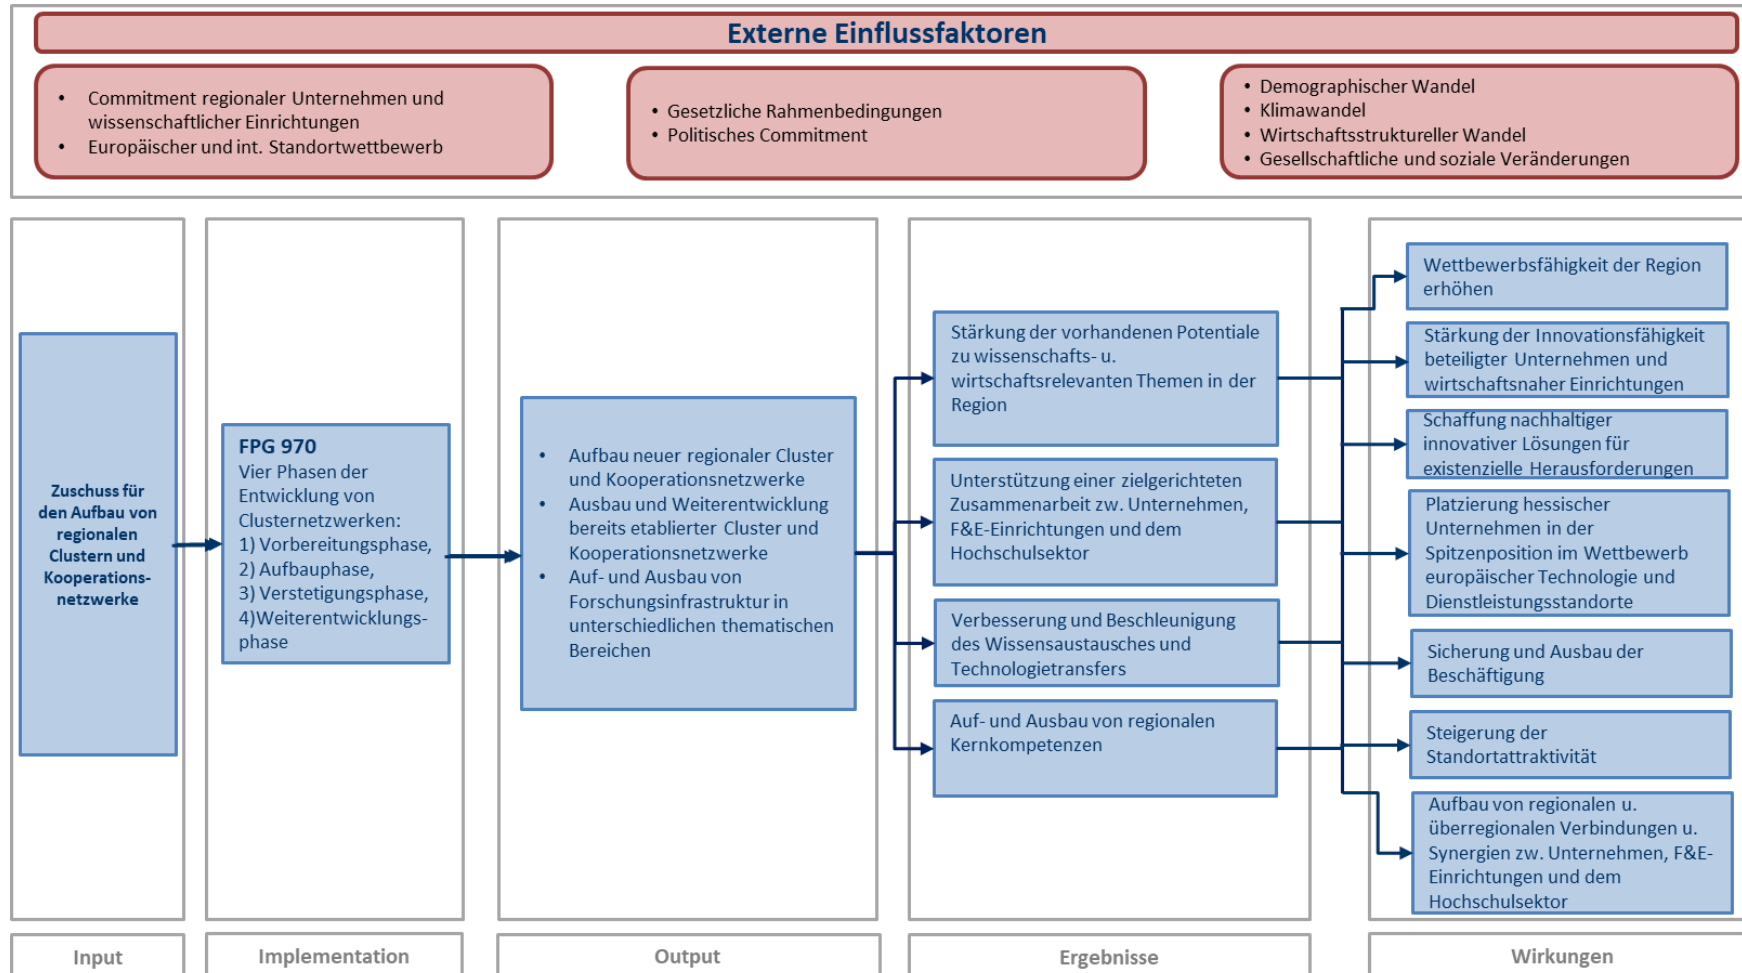 Externe Einflussfaktoren
• Commitment regionaler Unternehmen und
wissenschaftlicher Einrichtungen
• Europäischer und int. Standortwettbewerb
• Gesetzliche Rahmenbedingungen
• Politisches Commitment
• Demographischer Wandel
• Klimawandel
• Wirtschaftsstruktureller Wandel
• Gesellschaftliche und soziale Veränderungen
Zuschuss für
den Aufbau von
regionalen
Clustern und
Kooperations-
netzwerke
FPG 970
Vier Phasen der
Entwicklung von
Clusternetzwerken:
1) Vorbereitungsphase,
2) Aufbauphase,
3) Verstetigungsphase,
4)Weiterentwicklungs-
phase
• Aufbau neuer regionaler Cluster
und Kooperationsnetzwerke
• Ausbau und Weiterentwicklung
bereits etablierter Cluster und
Kooperationsnetzwerke
• Auf- und Ausbau von
Forschungsinfrastruktur in
unterschiedlichen thematischen
Bereichen
Stärkung der vorhandenen Potentiale
zu wissenschafts- u.
wirtschaftsrelevanten Themen in der
Region
Unterstützung einer zielgerichteten
Zusammenarbeit zw. Unternehmen,
F&E-Einrichtungen und dem
Hochschulsektor
Verbesserung und Beschleunigung
des Wissensaustausches und
Technologietransfers
Auf- und Ausbau von regionalen
Kernkompetenzen
Wettbewerbsfähigkeit der Region
erhöhen
Stärkung der Innovationsfähigkeit
beteiligter Unternehmen und
wirtschaftsnaher Einrichtungen
Schaffung nachhaltiger
innovativer Lösungen für
existenzielle Herausforderungen
Platzierung hessischer
Unternehmen in der
Spitzenposition im Wettbewerb
europäischer Technologie und
Dienstleistungsstandorte
Sicherung und Ausbau der
Beschäftigung
Steigerung der
Standortattraktivität
Aufbau von regionalen u.
überregionalen Verbindungen u.
Synergien zw. Unternehmen, F&E-
Einrichtungen und dem
Hochschulsektor
Input
Implementation
Output
Ergebnisse
Wirkungen